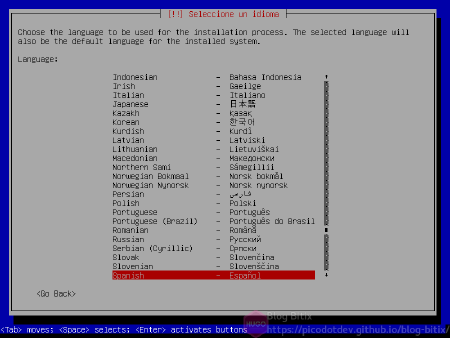 [!!] Seleccione un idioma
Choose the language to be used for the installation process. The selected language will
also be the default language for the installed system.
Language:
Indonesian - Bahasa Indonesia
Irish - Gaeilge
Italian - Italiano
Japanese - 日本語
Kazakh - Қазақ
Korean - 한국어
Kurdish - Kurdî
Latvian - Latviski
Lithuanian - Lietuviškai
Macedonian - Македонски
Northern Sami - Sámegillii
Norwegian Bokmaal - Norsk bokmål
Norwegian Nynorsk - Norsk nynorsk
Persian - فارسی
Polish - Polski
Portuguese - Português
Portuguese (Brazil) - Português do Brasil
Romanian - Română
Russian - Русский
Serbian (Cyrillic) - Српски
Slovak - Slovenčina
Slovenian - Slovenščina
Spanish - Español
<Go Back>
Blog Bitix
HUGO
<Tab> moves; <Space> selects; <Enter> activates buttons
https://picodotdev.github.io/blog-bitix/